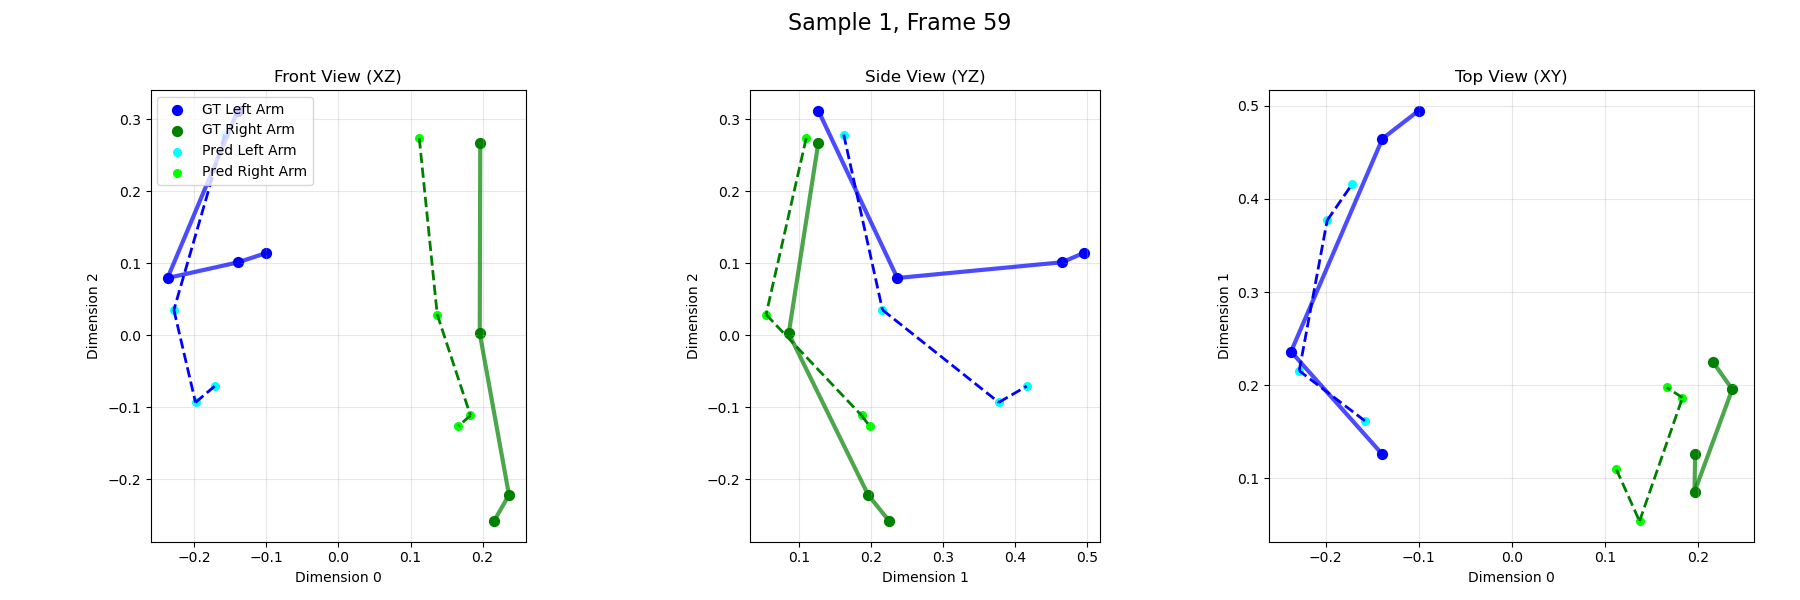 Sample 1, Frame 59
Front View (XZ)
GT Left Arm
GT Right Arm
Pred Left Arm
Pred Right Arm
0.3
0.2
0.1
0.0
−0.1
−0.2
Dimension 2
−0.2
−0.1
0.0
0.1
0.2
Dimension 0
Side View (YZ)
0.3
0.2
0.1
0.0
−0.1
−0.2
Dimension 2
0.1
0.2
0.3
0.4
0.5
Dimension 1
Top View (XY)
0.5
0.4
0.3
0.2
0.1
Dimension 1
−0.2
−0.1
0.0
0.1
0.2
Dimension 0